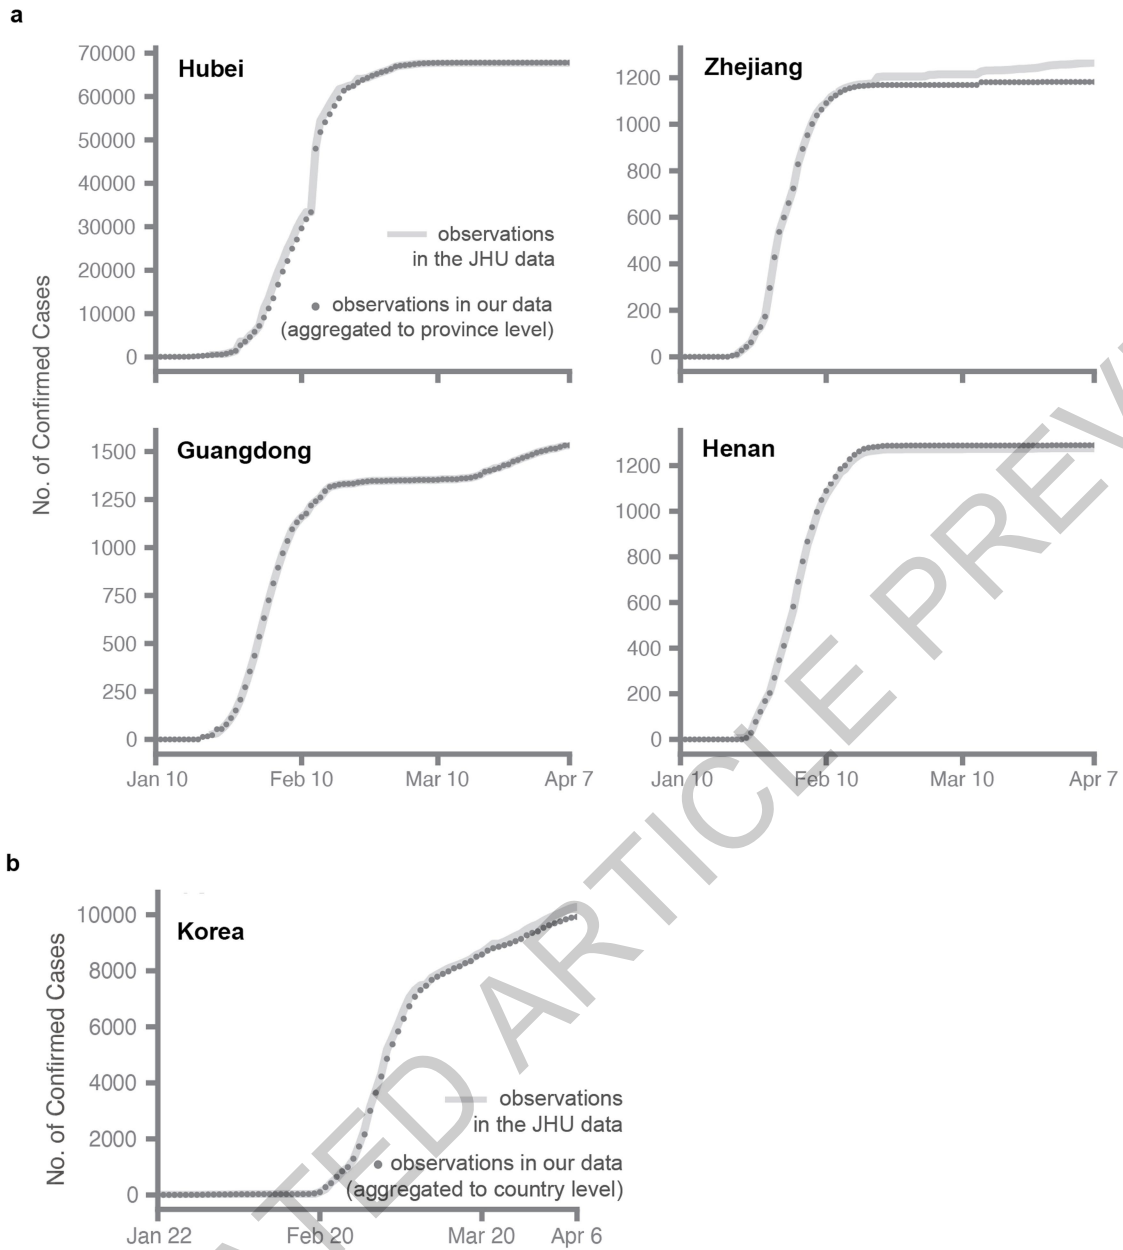 a
No. of Confirmed Cases
Hubei
70000
60000
50000
40000
30000
20000
10000
0
observations
in the JHU data
observations in our data
(aggregated to province level)
Zhejiang
1200
1000
800
600
400
200
0
Guangdong
1500
1250
1000
750
500
250
0
Jan 10 Feb 10 Mar 10 Apr 7
Henan
1200
1000
800
600
400
200
0
Jan 10 Feb 10 Mar 10 Apr 7
b
No. of Confirmed Cases
Korea
10000
8000
6000
4000
2000
0
observations
in the JHU data
observations in our data
(aggregated to country level)
Jan 22 Feb 20 Mar 20 Apr 6
ATED ARTICLE PREV